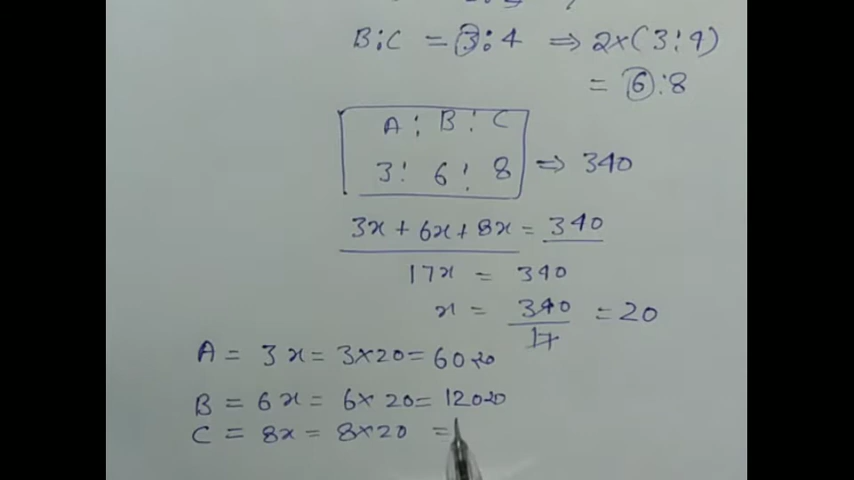 B:C = 3:4 ⇒ 2×(3:4)
= 6:8
A : B : C
3 : 6 : 8 ⇒ 340
3x + 6x + 8x = 340
17x = 340
x = 340/17 = 20
A = 3x = 3×20 = 60
B = 6x = 6×20 = 120
C = 8x = 8×20 =